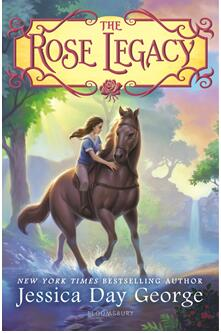 THE
ROSE LEGACY
NEW YORK TIMES BESTSELLING AUTHOR
Jessica Day George
BLOOMSBURY